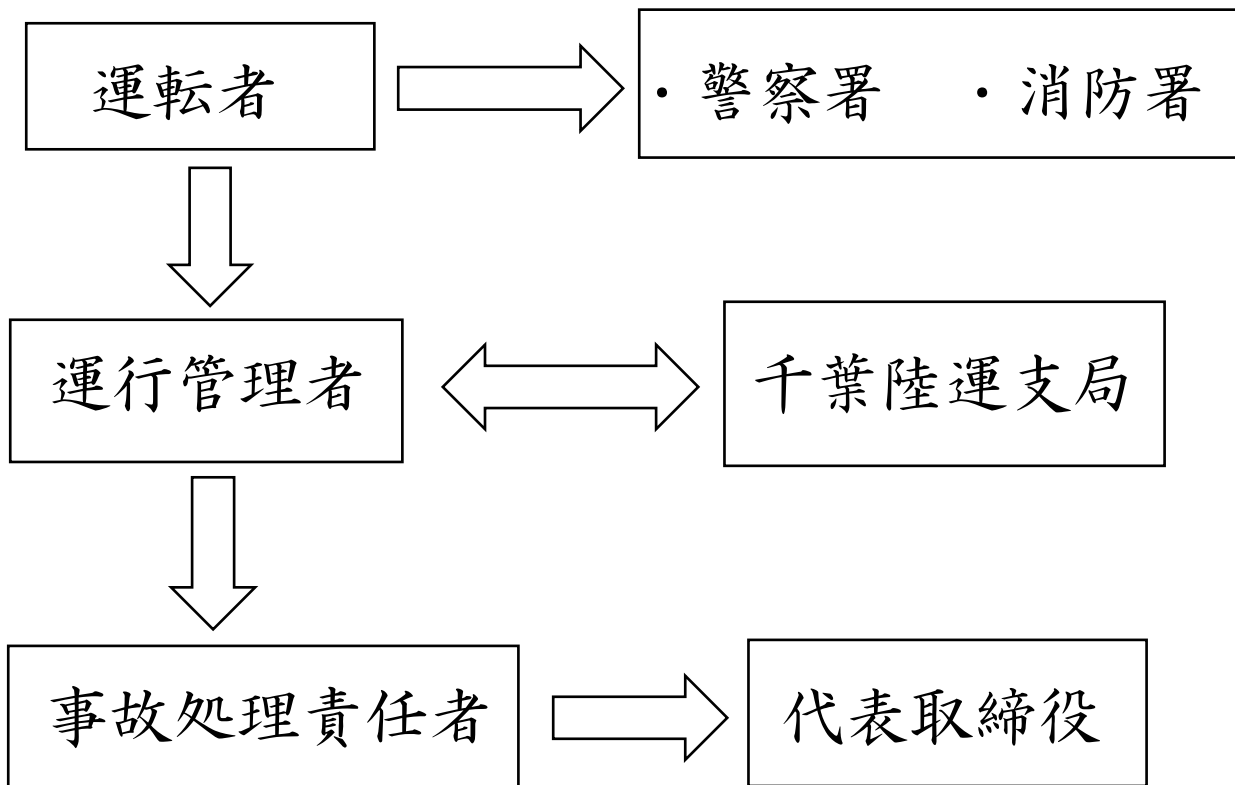 運転者
・警察署　・消防署
運行管理者
千葉陸運支局
事故処理責任者
代表取締役